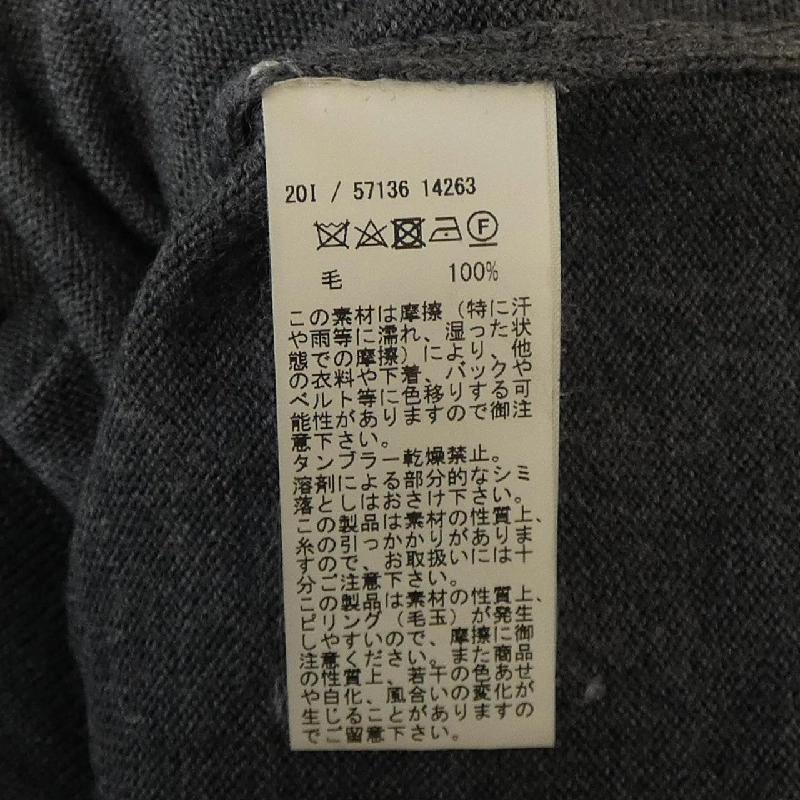 20I / 57136 14263
F
毛 100%
この素材は摩擦（特に汗
や雨等に濡れ、湿った状
態での摩擦）により、他
の衣料や下着、バックや
ベルト等に色移りする可
能性がありますので御注
意下さい。
タンブラー乾燥禁止。
溶剤による部分的なシミ
落としはおさけ下さい。
この製品は素材の性質上、
糸の引っかかりがありま
すので、お取扱いには十
分ご注意下さい。
この製品は素材の性質上、
ピリング（毛玉）が発生
しやすいので、摩擦に御
注意ください。また商品
の性質上、若干の色あせ
や白化、風合いの変化が
生じることがありますの
でご留意下さい。